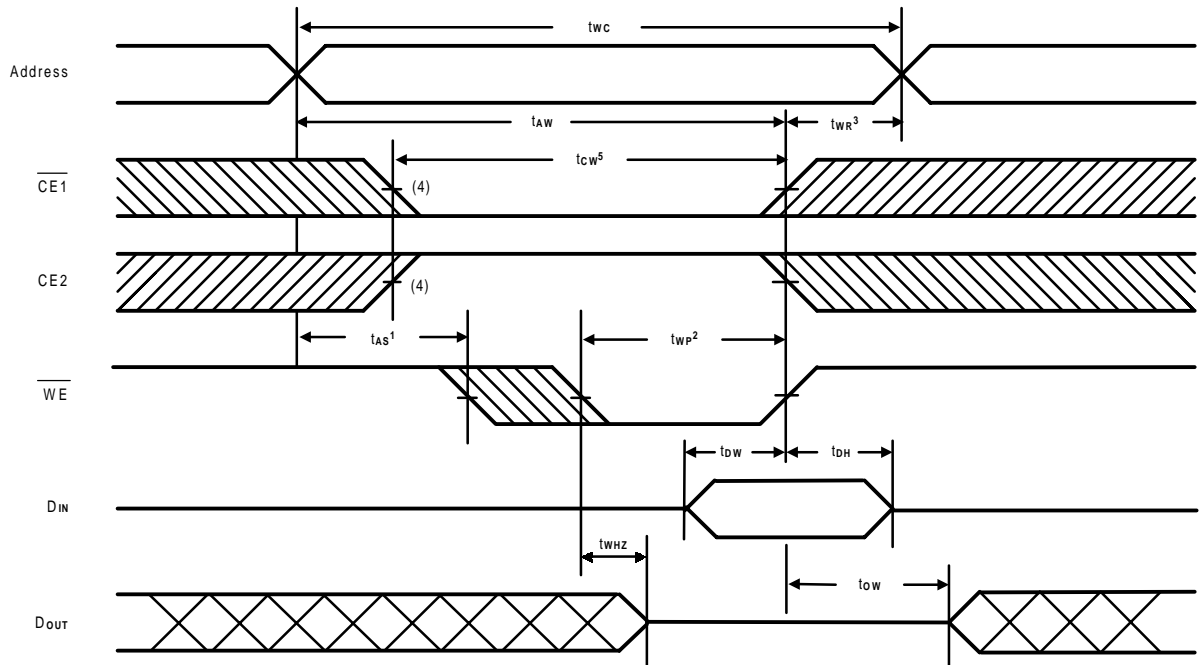 tWC
Address
tAW
tWR3
tCW5
CE1
(4)
CE2
(4)
tAS1
tWP2
WE
tDW
tDH
DIN
tWHZ
tOW
DOUT